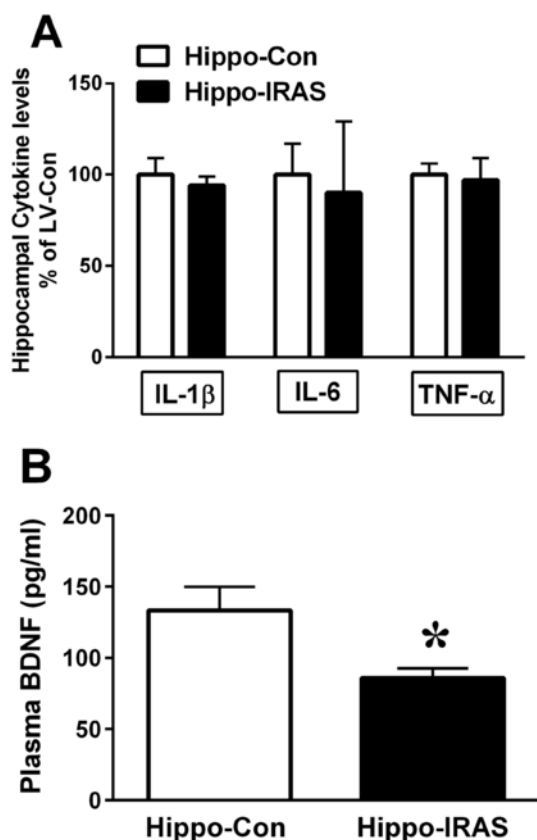 A
Hippo-Con
Hippo-IRAS
Hippocampal Cytokine levels
% of LV-Con
150
100
50
0
IL-1β
IL-6
TNF-α
B
Plasma BDNF (pg/ml)
200
150
100
50
0
*
Hippo-Con
Hippo-IRAS